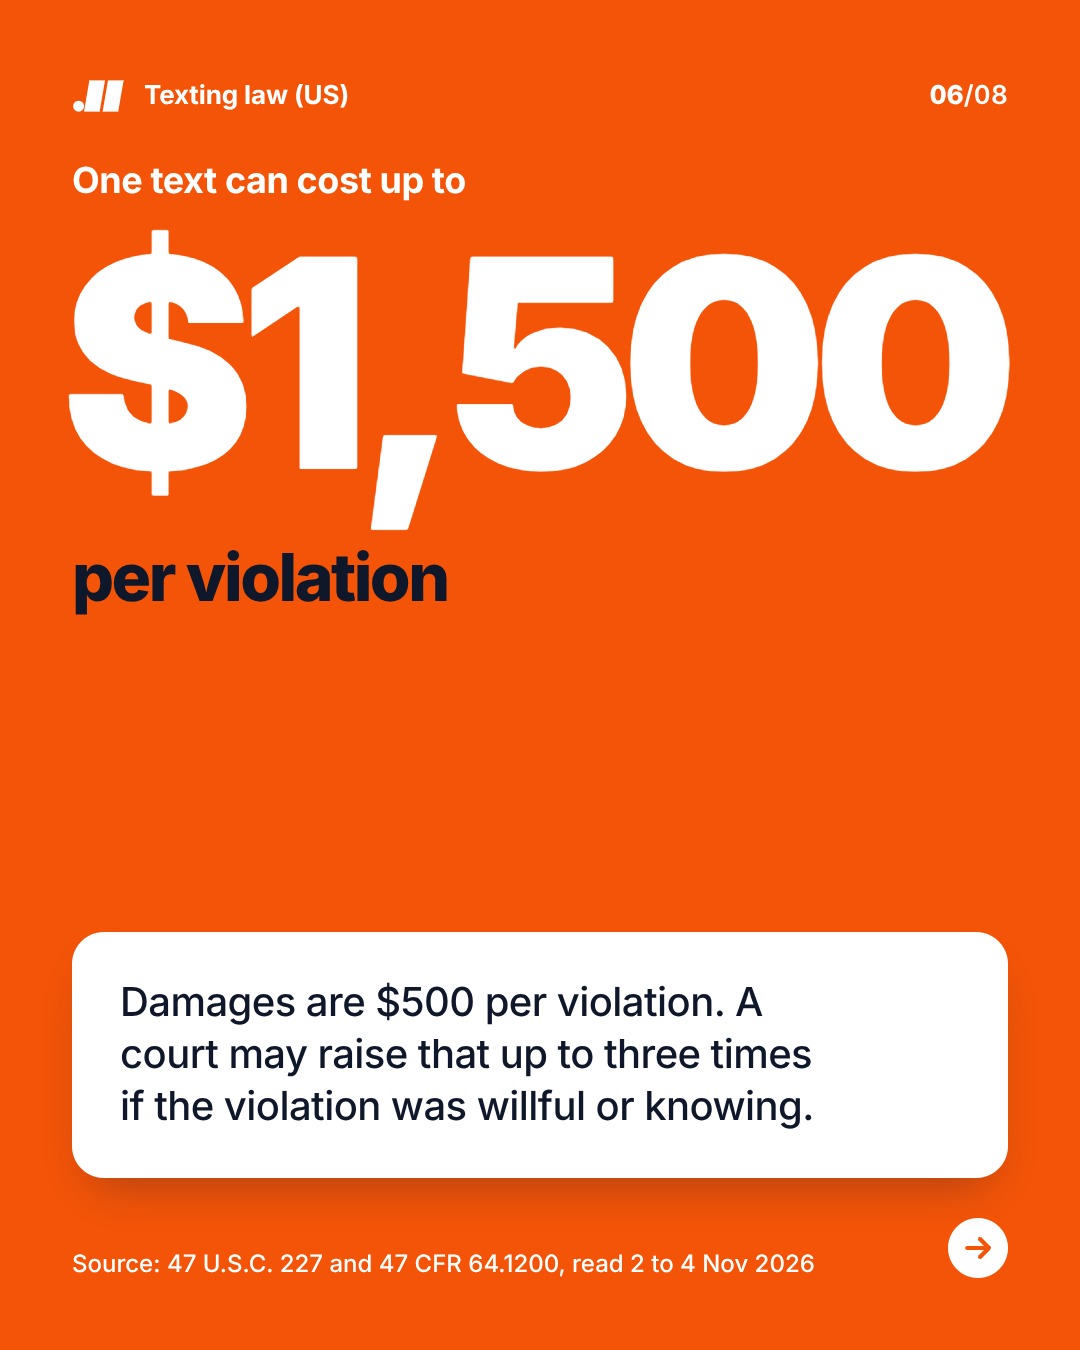 Texting law (US)
06/08
One text can cost up to
$1,500
per violation
Damages are $500 per violation. A
court may raise that up to three times
if the violation was willful or knowing.
Source: 47 U.S.C. 227 and 47 CFR 64.1200, read 2 to 4 Nov 2026